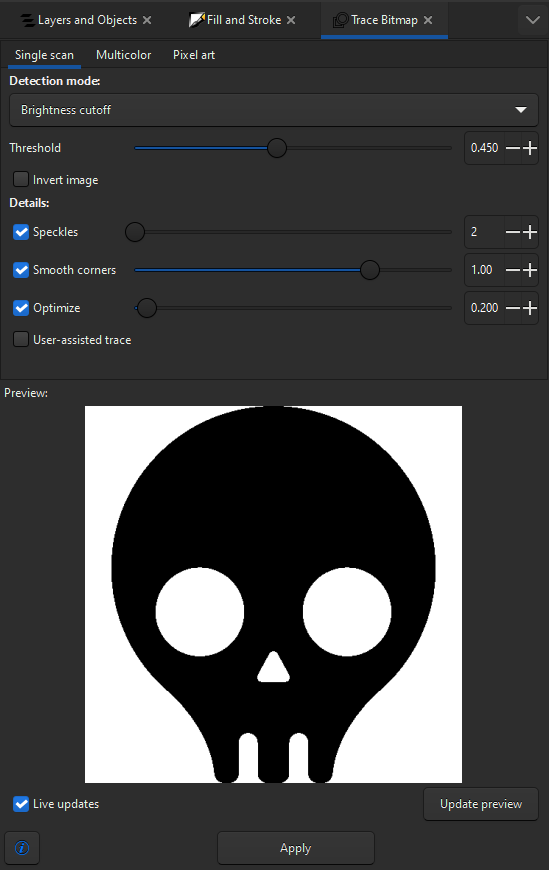 Layers and Objects Fill and Stroke Trace Bitmap
Single scan Multicolor Pixel art
Detection mode:
Brightness cutoff
Threshold 0.450
Invert image
Details:
Speckles 2
Smooth corners 1.00
Optimize 0.200
User-assisted trace
Preview:
Live updates Update preview
Apply